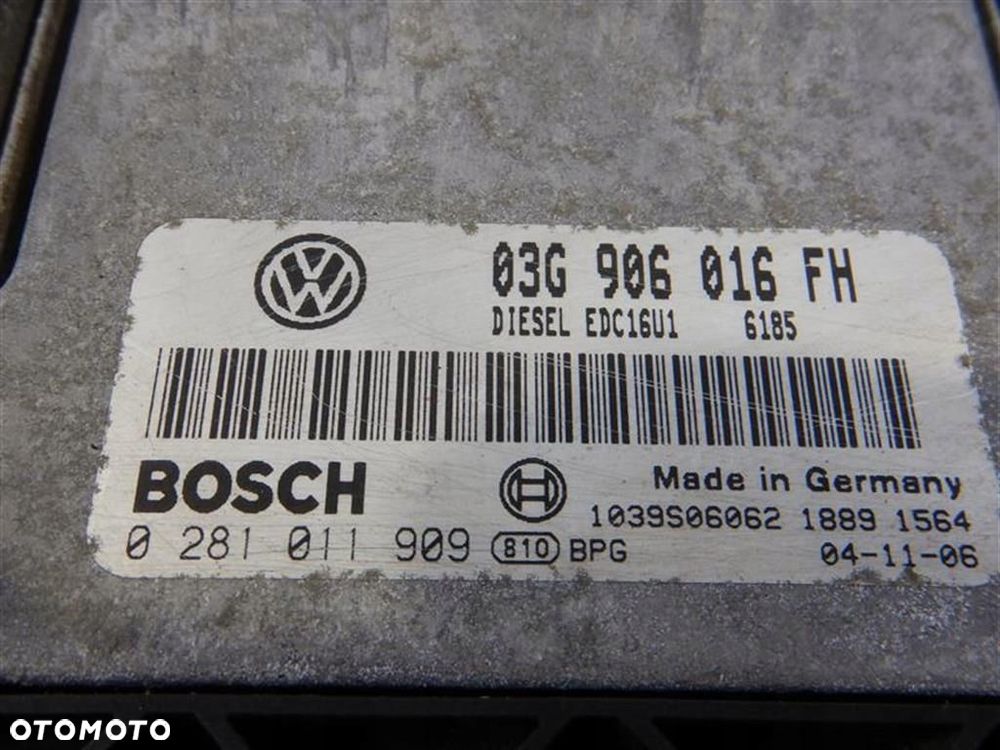 VW
03G 906 016 FH
DIESEL EDC16U1 6185
BOSCH
Made in Germany
1039S06062 1889 1564
0 281 011 909 810 BPG 04-11-06
OTOMOTO